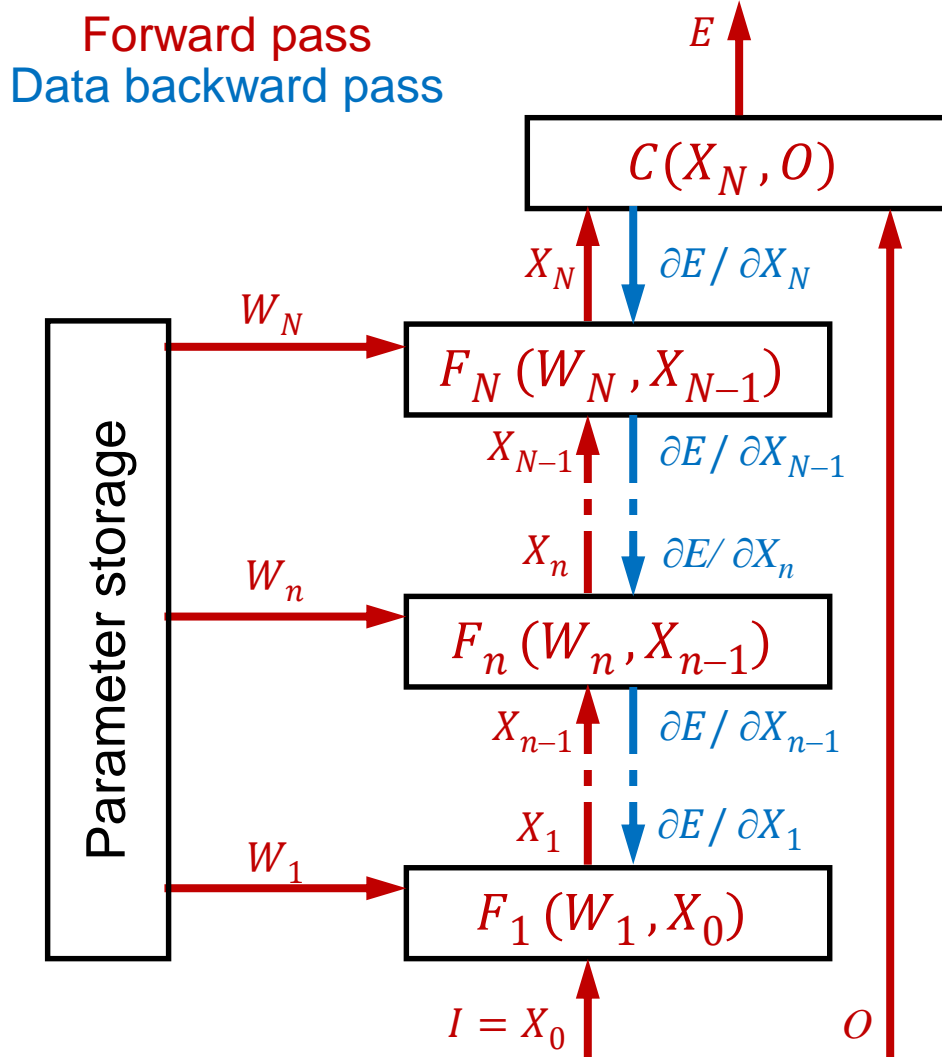 Forward pass
Data backward pass
E
C(X_N, O)
X_N
∂E/ ∂X_N
W_N
F_N (W_N, X_{N−1})
X_{N−1}
∂E/ ∂X_{N−1}
X_n
∂E/ ∂X_n
W_n
F_n (W_n, X_{n−1})
Parameter storage
X_{n−1}
∂E/ ∂X_{n−1}
X_1
∂E/ ∂X_1
W_1
F_1 (W_1, X_0)
I = X_0
O